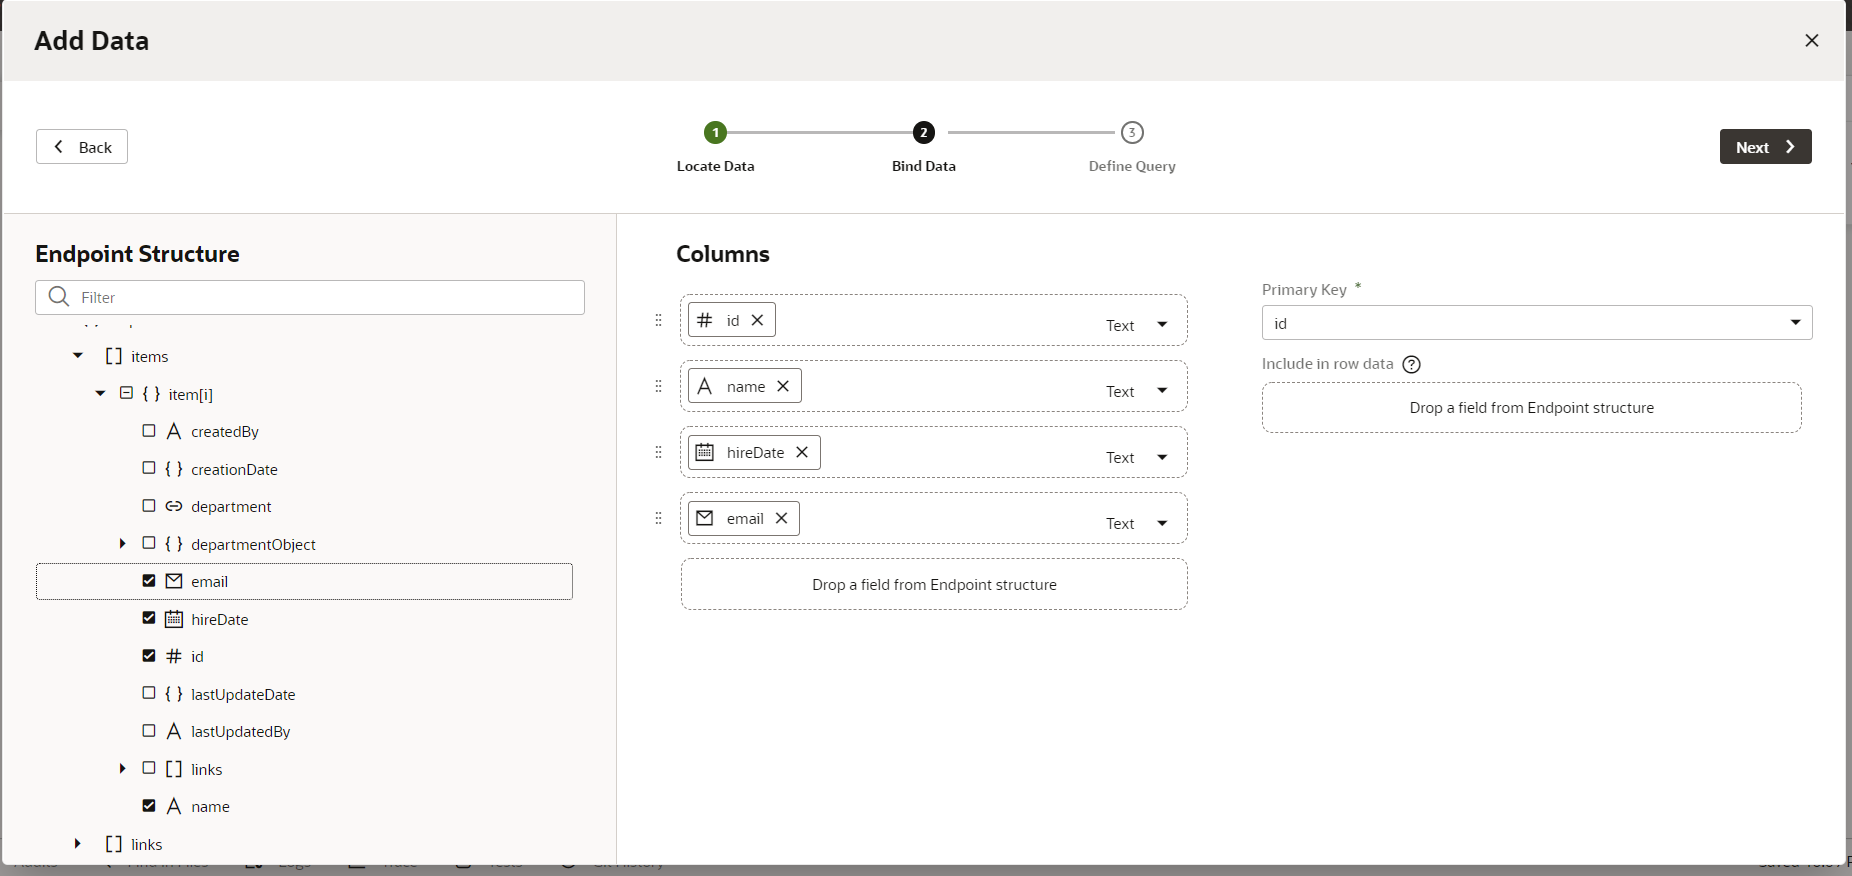 Add Data
Back
1
2
3
Locate Data
Bind Data
Define Query
Next
Endpoint Structure
Filter
items
item[i]
createdBy
creationDate
department
departmentObject
email
hireDate
id
lastUpdateDate
lastUpdatedBy
links
name
links
Columns
id
Text
name
Text
hireDate
Text
email
Text
Drop a field from Endpoint structure
Primary Key *
id
Include in row data
Drop a field from Endpoint structure